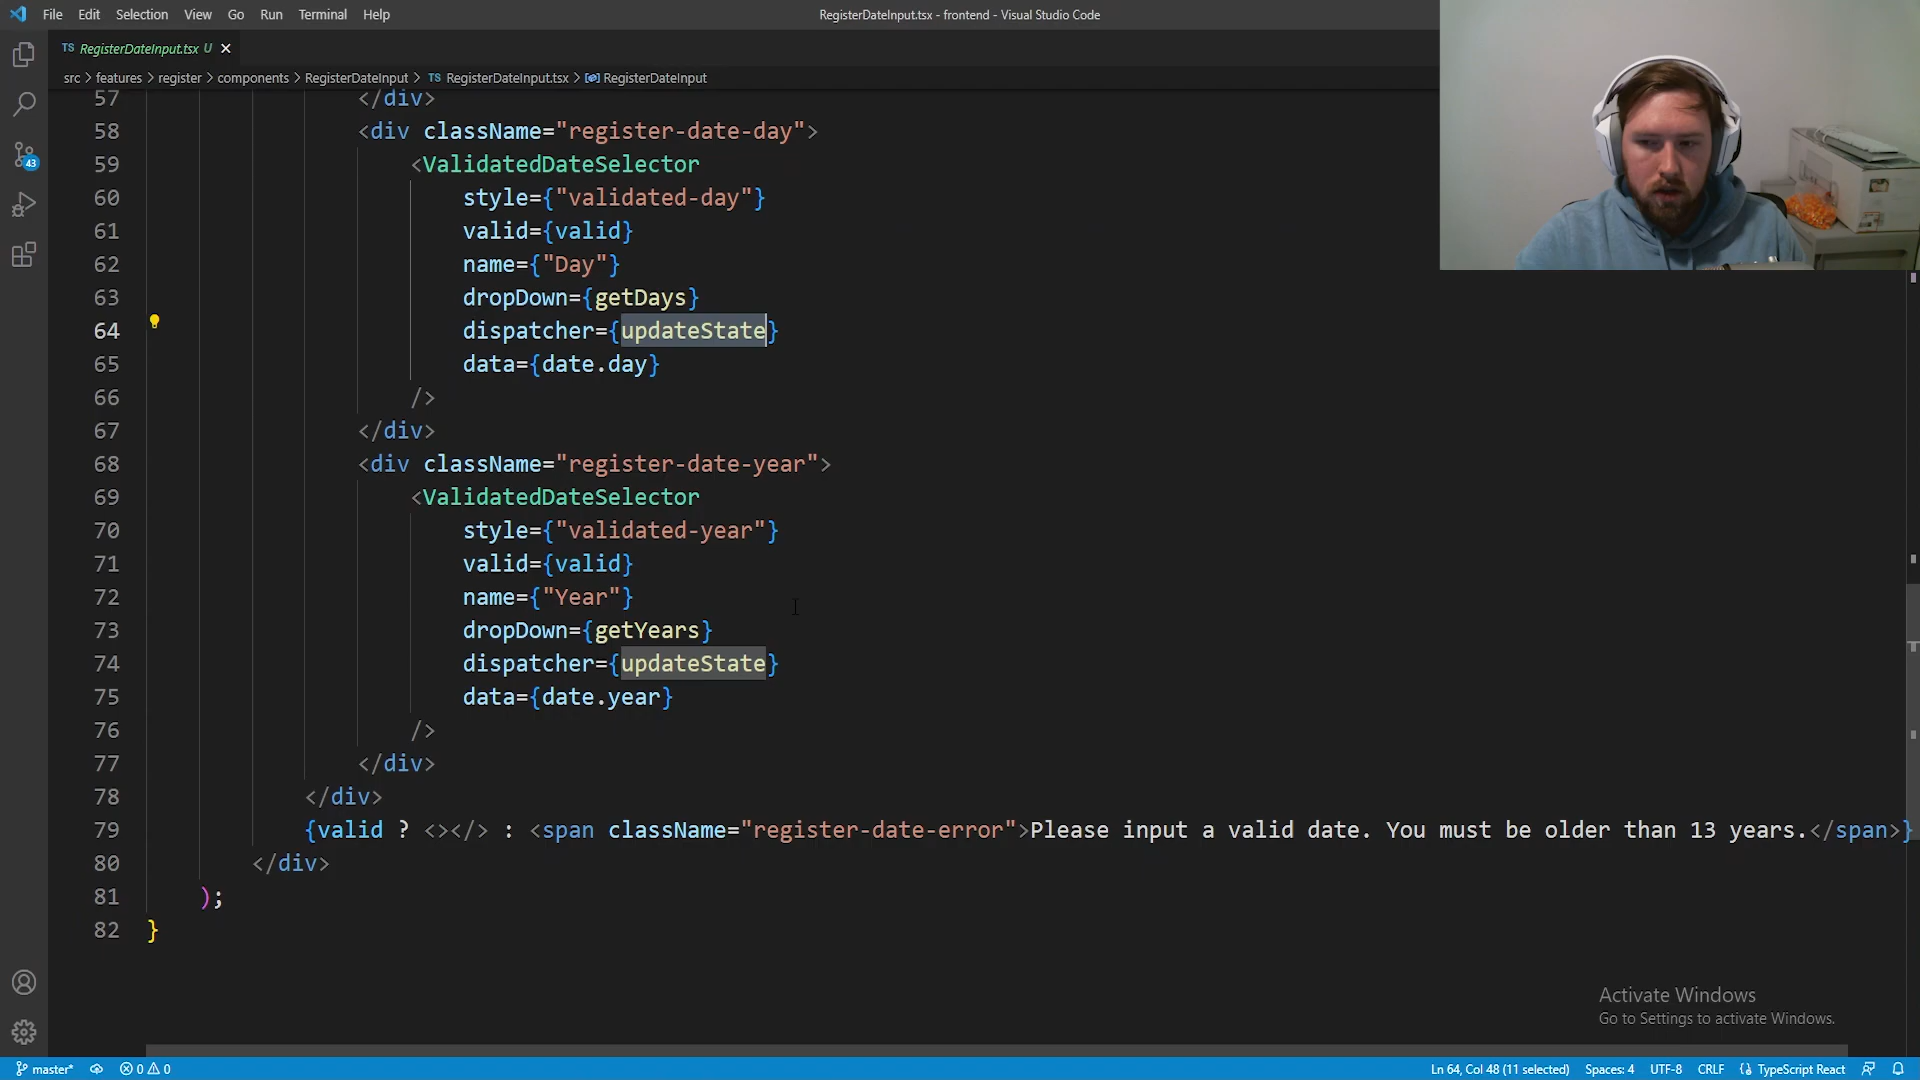 File Edit Selection View Go Run Terminal Help
RegisterDateInput.tsx - frontend - Visual Studio Code
TS RegisterDateInput.tsx U
src > features > register > components > RegisterDateInput > TS RegisterDateInput.tsx > RegisterDateInput
57 </div>
58 <div className="register-date-day">
59 <ValidatedDateSelector
60 style={"validated-day"}
61 valid={valid}
62 name={"Day"}
63 dropDown={getDays}
64 dispatcher={updateState}
65 data={date.day}
66 />
67 </div>
68 <div className="register-date-year">
69 <ValidatedDateSelector
70 style={"validated-year"}
71 valid={valid}
72 name={"Year"}
73 dropDown={getYears}
74 dispatcher={updateState}
75 data={date.year}
76 />
77 </div>
78 </div>
79 {valid ? <></> : <span className="register-date-error">Please input a valid date. You must be older than 13 years.</span>}
80 </div>
81 );
82 }
43
Activate Windows
Go to Settings to activate Windows.
master* 0 0 Ln 64, Col 48 (11 selected) Spaces: 4 UTF-8 CRLF {} TypeScript React